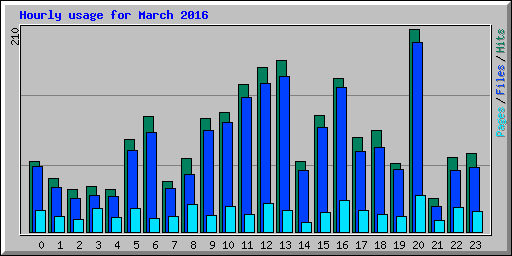 Hourly usage for March 2016
210
Pages/Files/Hits
0 1 2 3 4 5 6 7 8 9 10 11 12 13 14 15 16 17 18 19 20 21 22 23